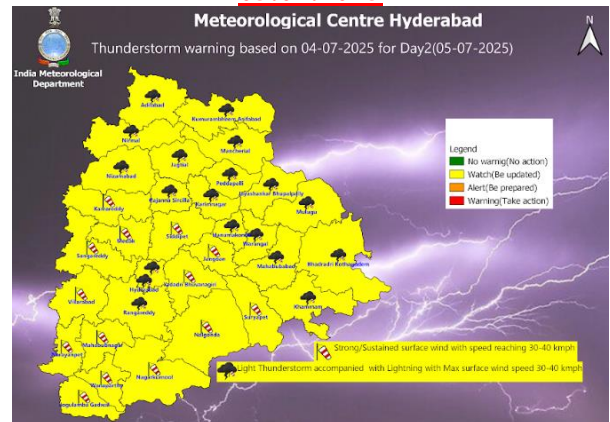 Meteorological Centre Hyderabad
N
Thunderstorm warning based on 04-07-2025 for Day2(05-07-2025)
India Meteorological
Department
Adilabad
Kumurambheem Asifabad
Nirmal
Mancherial
Jagtial
Nizamabad
Peddapalli
Jayashankar Bhupalpally
Rajanna Sircilla
Karimnagar
Kamareddy
Mulugu
Medak
Siddipet
Hanumakonda
Warangal
Jangaon
Sangareddy
Mahabubabad
Bhadradri Kothagudem
Yadadri Bhuvanagiri
Hyderabad
Vikarabad
Rangareddy
Khammam
Suryapet
Nalgonda
Mahabubnagar
Narayanpet
Nagarkurnool
Wanaparthy
Jogulamba Gadwal
Legend
No warnig(No action)
Watch(Be updated)
Alert(Be prepared)
Warning(Take action)
Strong/Sustained surface wind with speed reaching 30-40 kmph
Light Thunderstorm accompanied with Lightning with Max surface wind speed 30-40 kmph